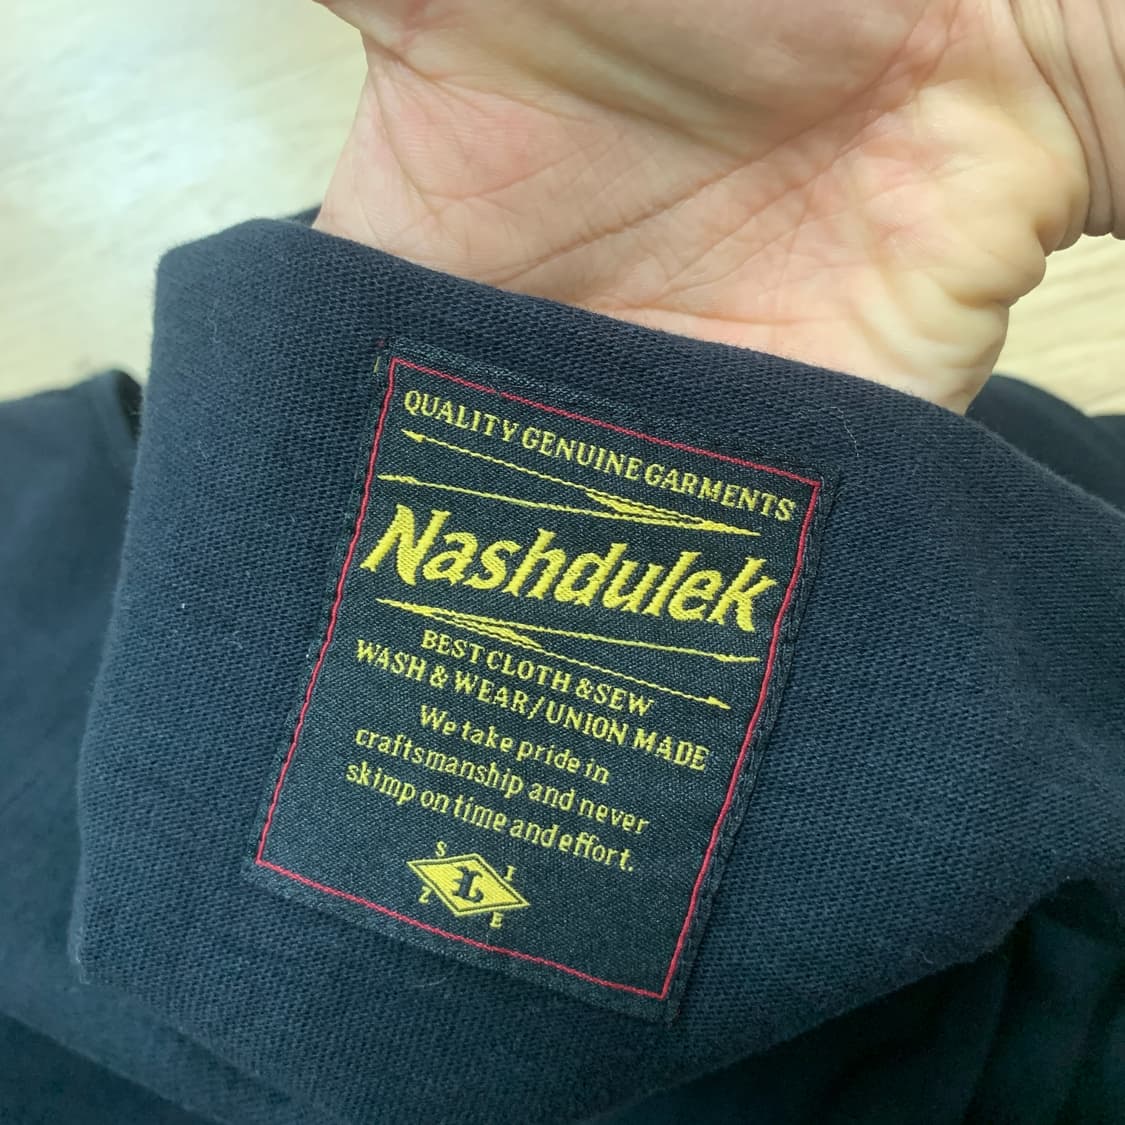 QUALITY GENUINE GARMENTS
Nashdulek
BEST CLOTH & SEW
WASH & WEAR/UNION MADE
We take pride in
craftsmanship and never
skimp on time and effort.
SIZE
L